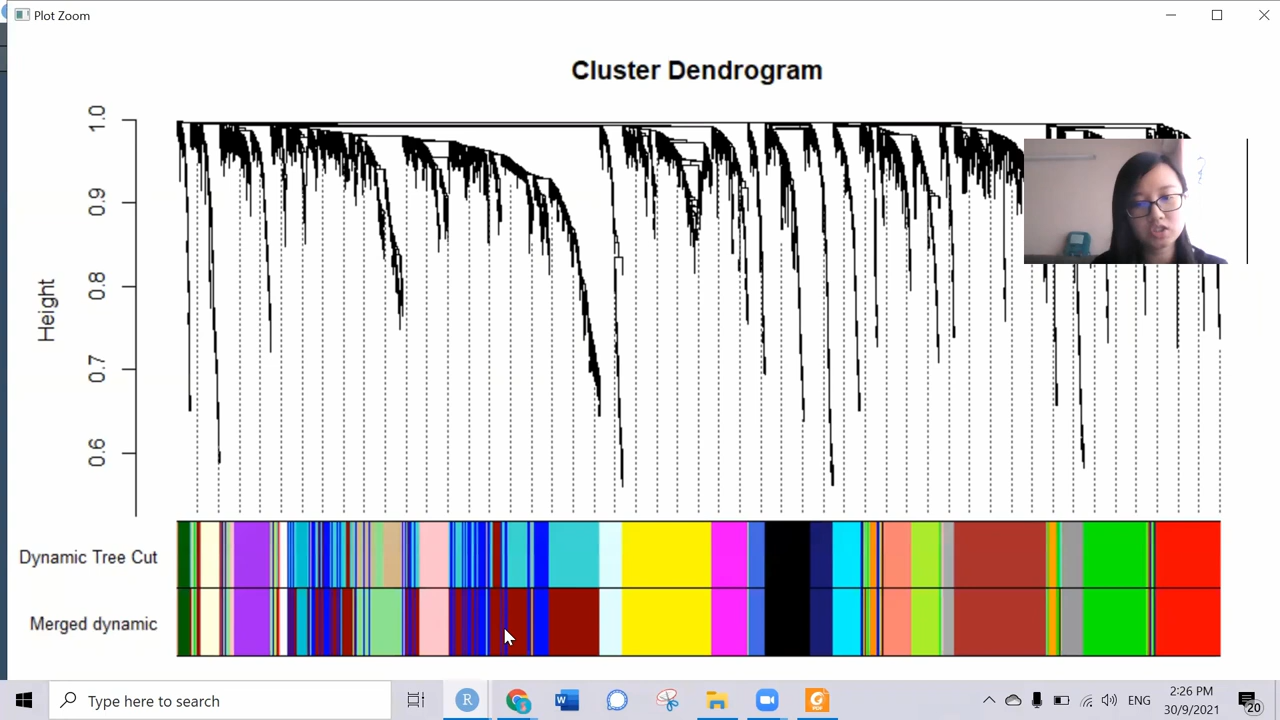 Plot Zoom
Cluster Dendrogram
Height
1.0
0.9
0.8
0.7
0.6
Dynamic Tree Cut
Merged dynamic
Type here to search
R
W
PDF
ENG
2:26 PM
30/9/2021
20